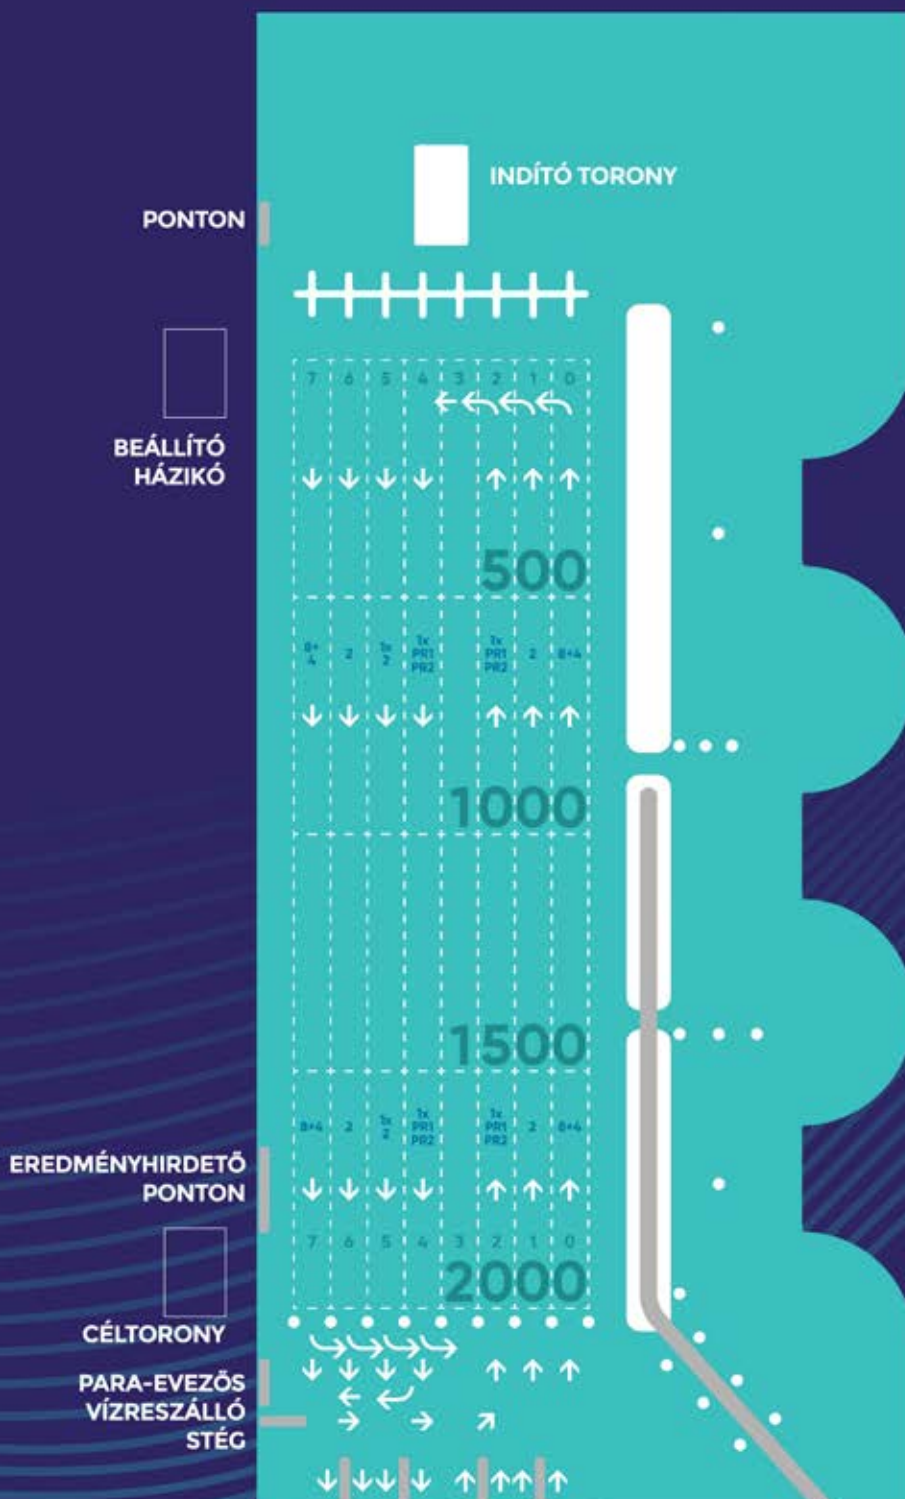 INDÍTÓ TORONY
PONTON
7 6 5 4 3 2 1 0
BEÁLLÍTÓ
HÁZIKÓ
500
8+
4
2
1x
2
1x
PR1
PR2
1x
PR1
PR2
2
8+4
1000
1500
8+4
2
1x
2
1x
PR1
PR2
1x
PR1
PR2
2
8+4
EREDMÉNYHIRDETŐ
PONTON
7 6 5 4 3 2 1 0
2000
CÉLTORONY
PARA-EVEZŐS
VÍZRESZÁLLÓ
STÉG